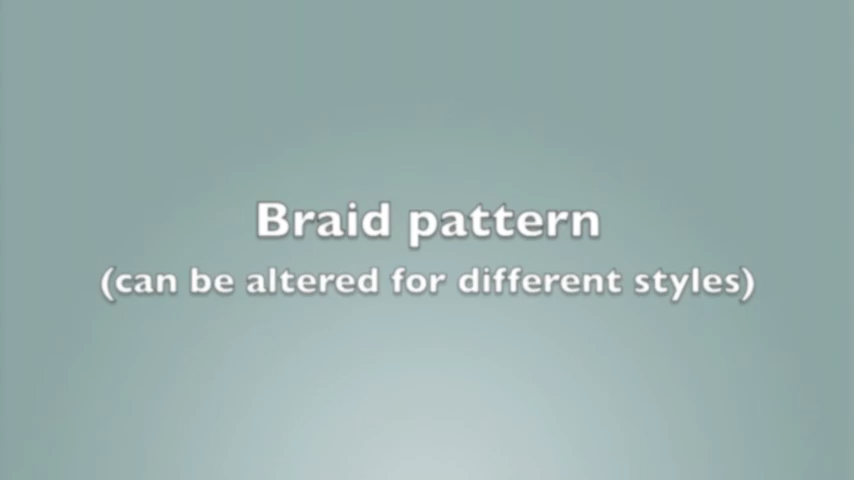 Braid pattern
(can be altered for different styles)